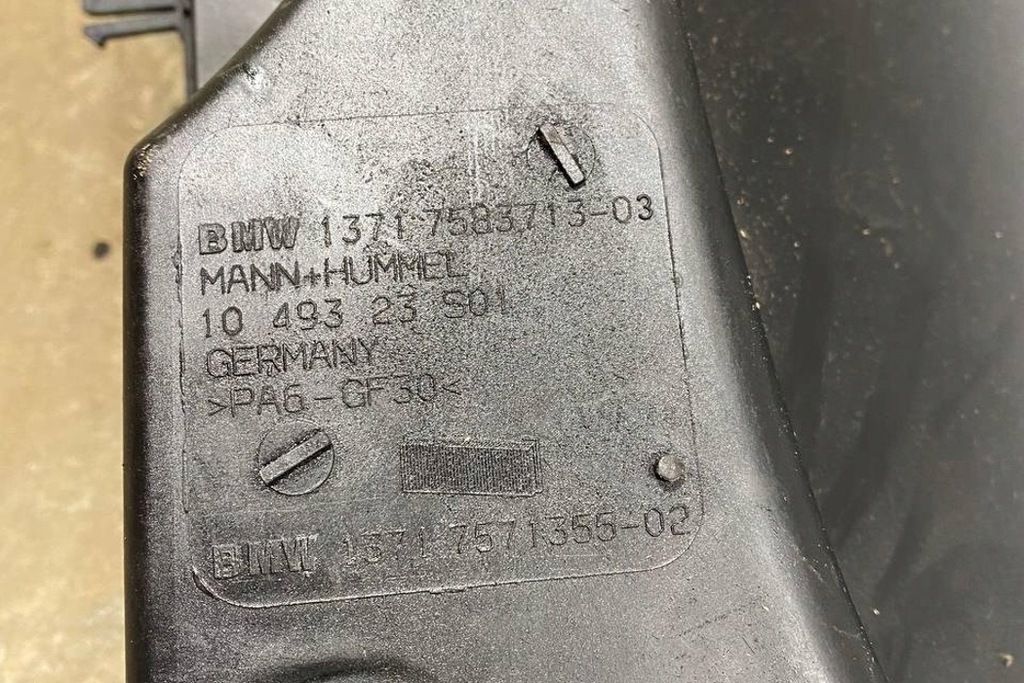 BMW 1371 7583713-03
MANN+HUMMEL
10 493 23 S01
GERMANY
>PA6-GF30<
BMW 1371 7571355-02